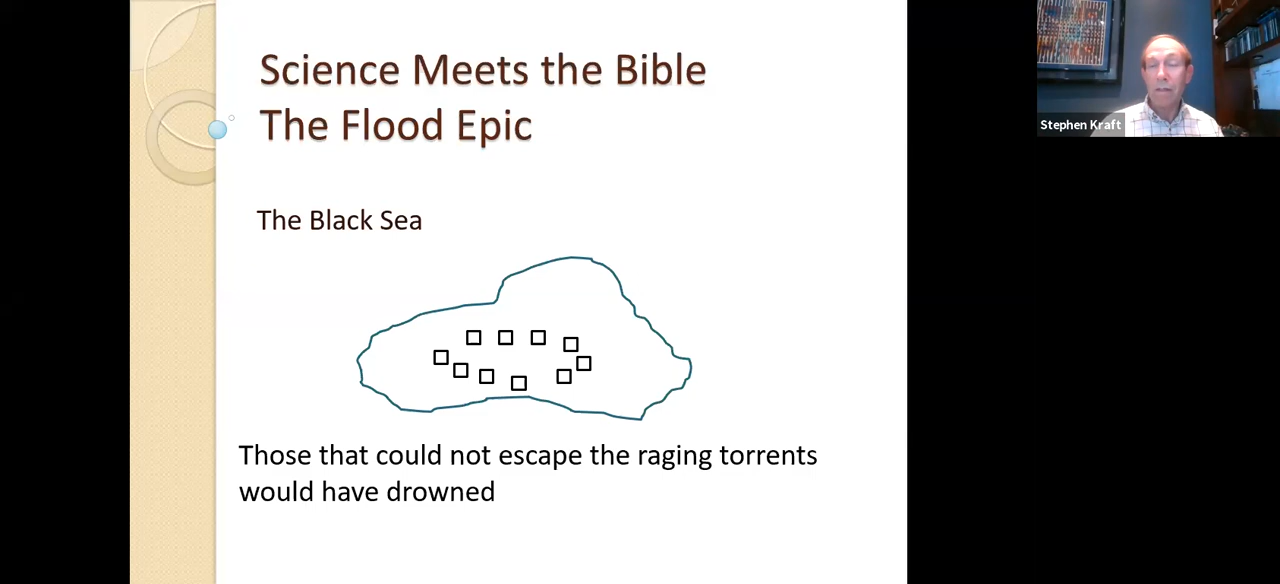 Science Meets the Bible
The Flood Epic
Stephen Kraft
The Black Sea
Those that could not escape the raging torrents
would have drowned